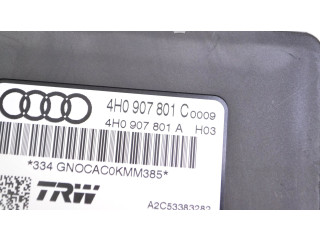 4H0 907 801 C 0009
4H0 907 801 A H03
*334 GNOCAC0KMM385*
TRW
A2C53383282